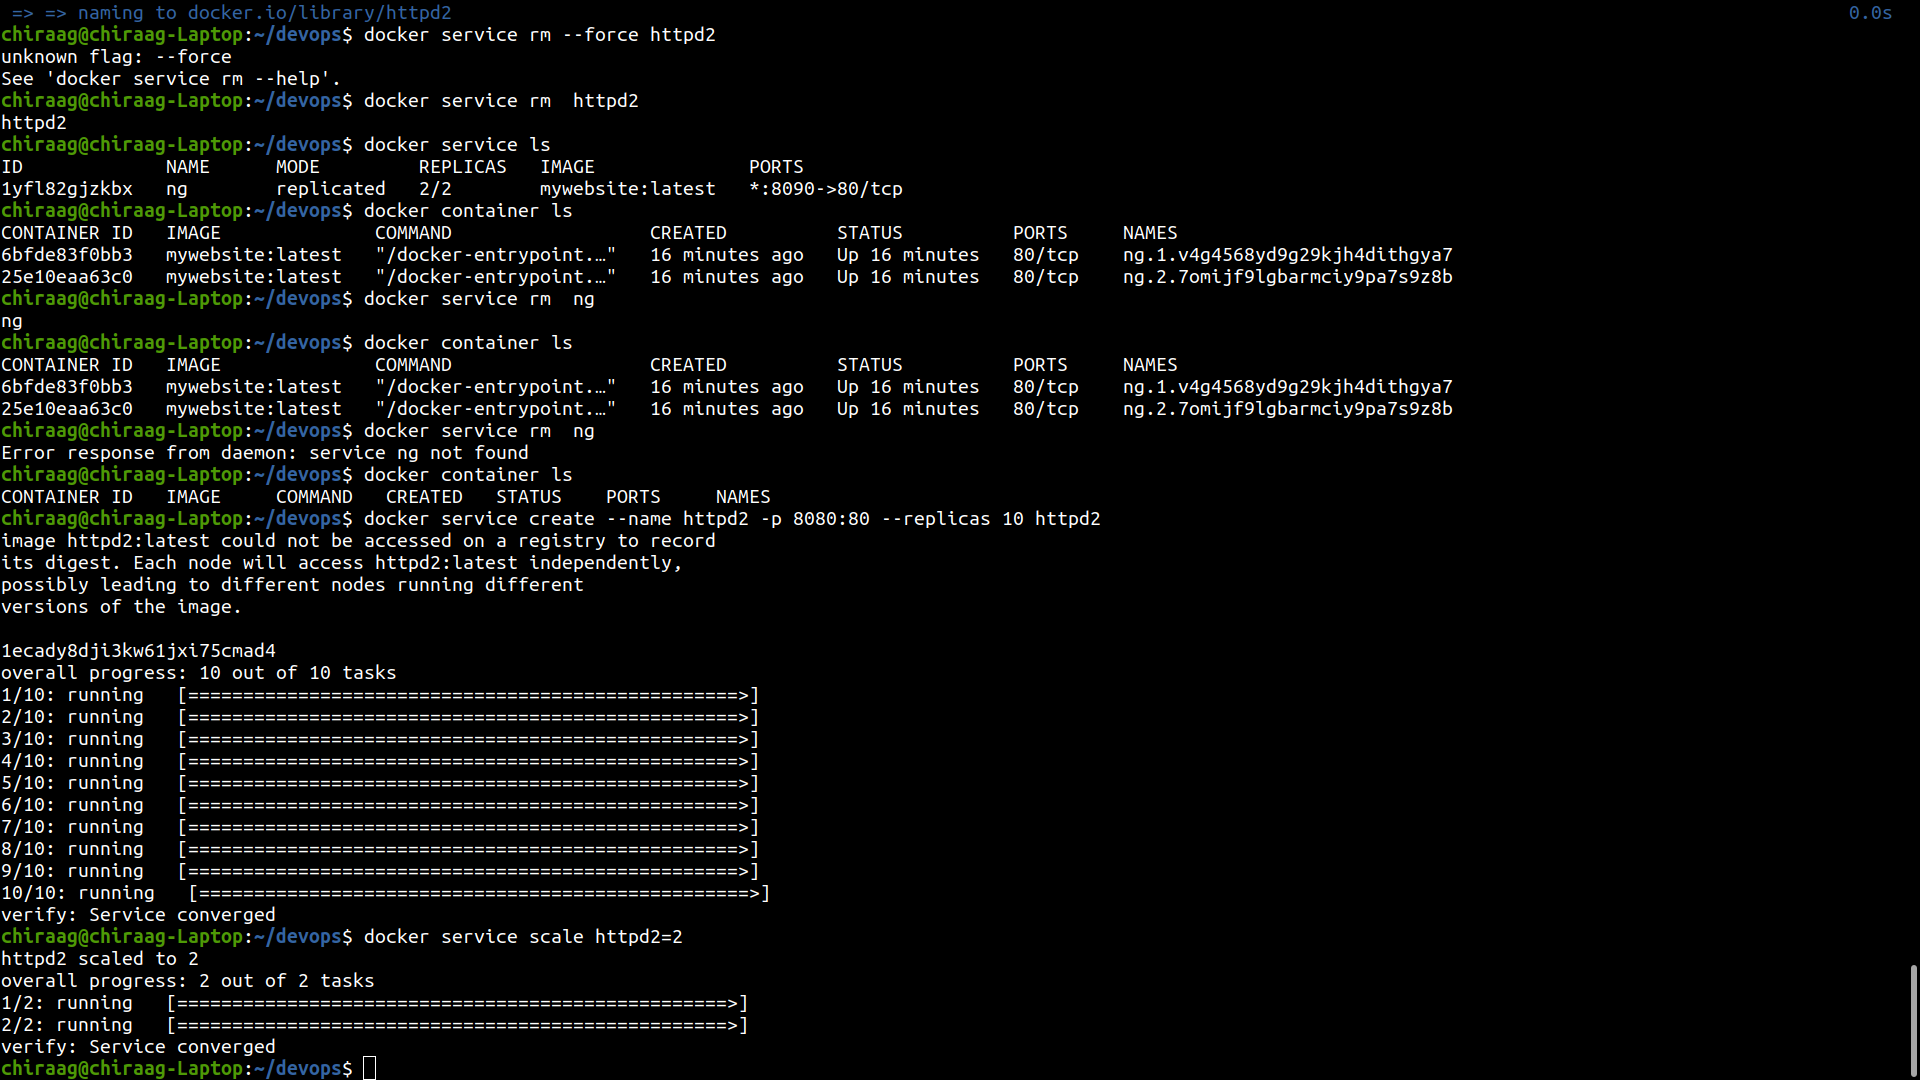 => => naming to docker.io/library/httpd2 0.0s
chiraag@chiraag-Laptop:~/devops$ docker service rm --force httpd2
unknown flag: --force
See 'docker service rm --help'.
chiraag@chiraag-Laptop:~/devops$ docker service rm  httpd2
httpd2
chiraag@chiraag-Laptop:~/devops$ docker service ls
ID             NAME      MODE         REPLICAS   IMAGE              PORTS
1yfl82gjzkbx   ng        replicated   2/2        mywebsite:latest   *:8090->80/tcp
chiraag@chiraag-Laptop:~/devops$ docker container ls
CONTAINER ID   IMAGE              COMMAND                  CREATED          STATUS          PORTS     NAMES
6bfde83f0bb3   mywebsite:latest   "/docker-entrypoint.…"   16 minutes ago   Up 16 minutes   80/tcp    ng.1.v4g4568yd9g29kjh4dithgya7
25e10eaa63c0   mywebsite:latest   "/docker-entrypoint.…"   16 minutes ago   Up 16 minutes   80/tcp    ng.2.7omijf9lgbarmciy9pa7s9z8b
chiraag@chiraag-Laptop:~/devops$ docker service rm  ng
ng
chiraag@chiraag-Laptop:~/devops$ docker container ls
CONTAINER ID   IMAGE              COMMAND                  CREATED          STATUS          PORTS     NAMES
6bfde83f0bb3   mywebsite:latest   "/docker-entrypoint.…"   16 minutes ago   Up 16 minutes   80/tcp    ng.1.v4g4568yd9g29kjh4dithgya7
25e10eaa63c0   mywebsite:latest   "/docker-entrypoint.…"   16 minutes ago   Up 16 minutes   80/tcp    ng.2.7omijf9lgbarmciy9pa7s9z8b
chiraag@chiraag-Laptop:~/devops$ docker service rm  ng
Error response from daemon: service ng not found
chiraag@chiraag-Laptop:~/devops$ docker container ls
CONTAINER ID   IMAGE     COMMAND   CREATED   STATUS    PORTS     NAMES
chiraag@chiraag-Laptop:~/devops$ docker service create --name httpd2 -p 8080:80 --replicas 10 httpd2
image httpd2:latest could not be accessed on a registry to record
its digest. Each node will access httpd2:latest independently,
possibly leading to different nodes running different
versions of the image.
1ecady8dji3kw61jxi75cmad4
overall progress: 10 out of 10 tasks
1/10: running   [==================================================>]
2/10: running   [==================================================>]
3/10: running   [==================================================>]
4/10: running   [==================================================>]
5/10: running   [==================================================>]
6/10: running   [==================================================>]
7/10: running   [==================================================>]
8/10: running   [==================================================>]
9/10: running   [==================================================>]
10/10: running   [==================================================>]
verify: Service converged
chiraag@chiraag-Laptop:~/devops$ docker service scale httpd2=2
httpd2 scaled to 2
overall progress: 2 out of 2 tasks
1/2: running   [==================================================>]
2/2: running   [==================================================>]
verify: Service converged
chiraag@chiraag-Laptop:~/devops$